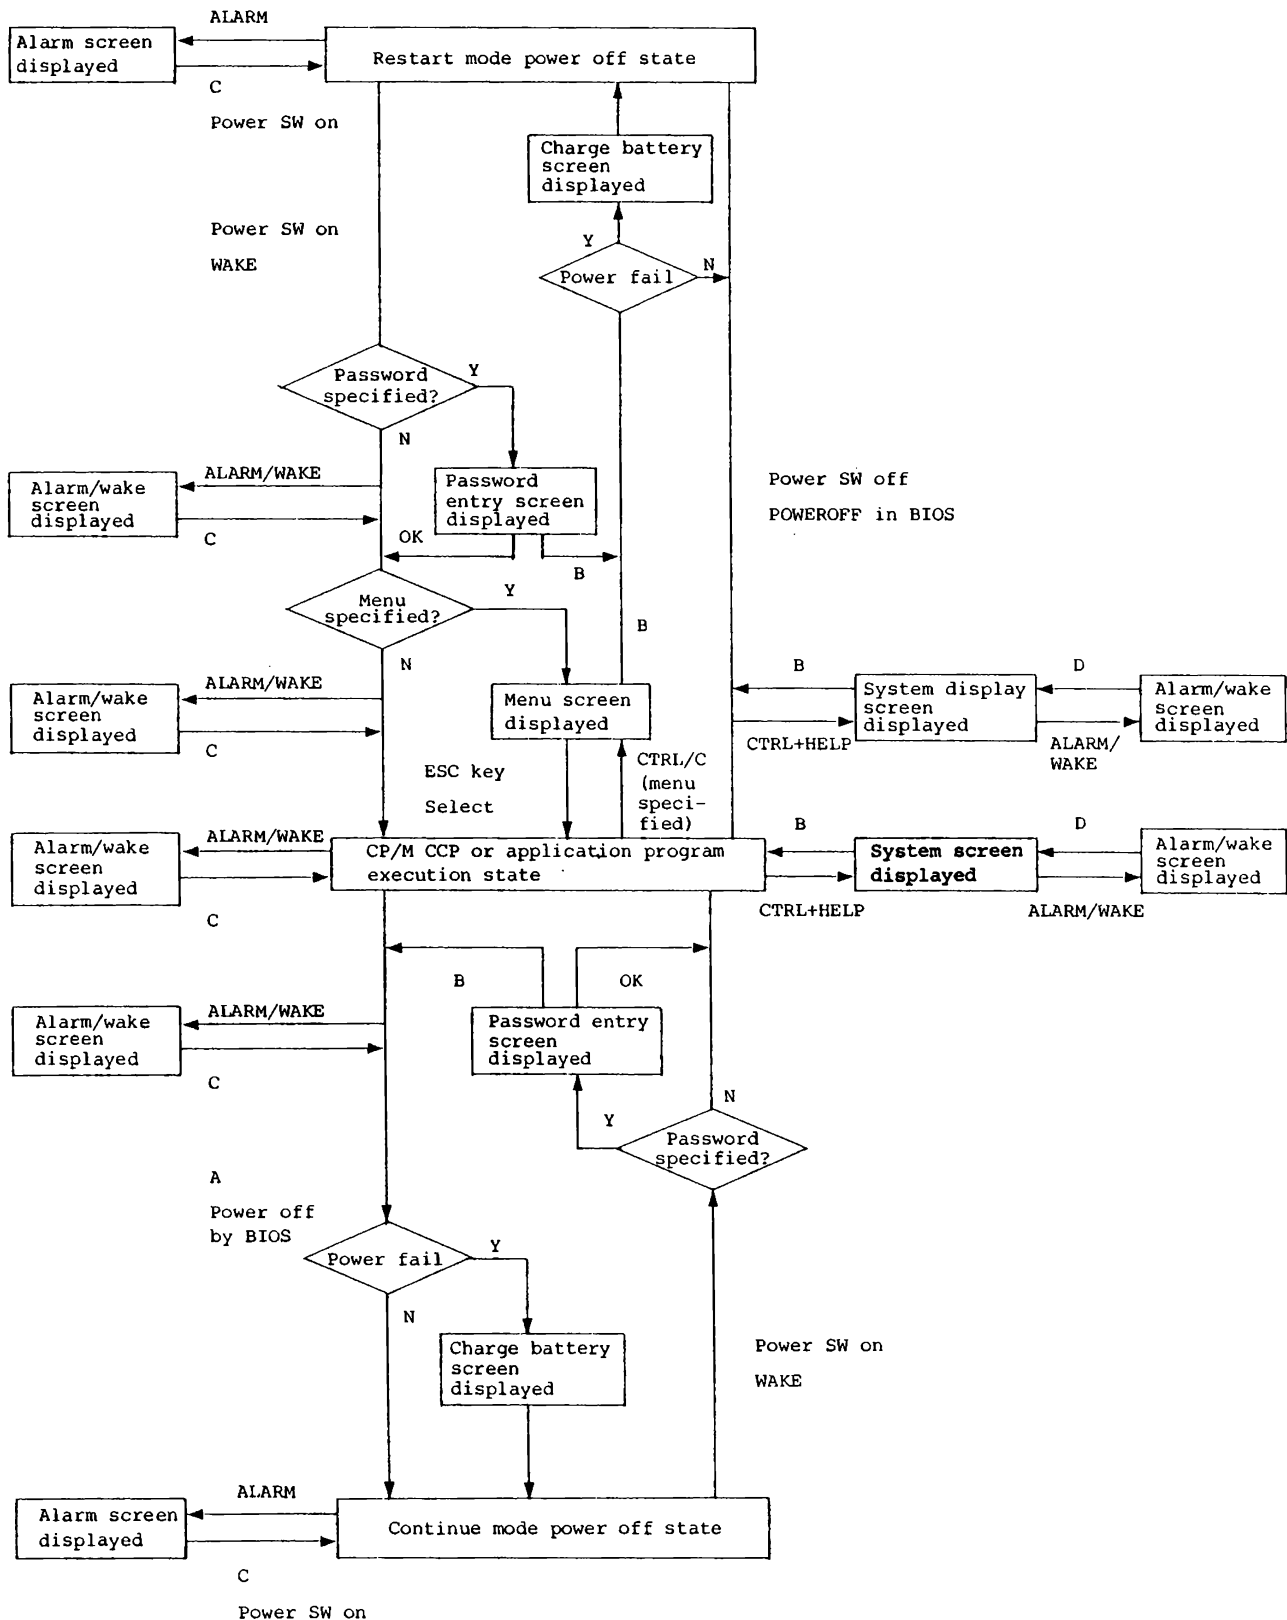 ALARM
Alarm screen
displayed
Restart mode power off state
C
Power SW on
Charge battery
screen
displayed
Power SW on
WAKE
Y
Power fail
N
Password
specified?
Y
N
ALARM/WAKE
Alarm/wake
screen
displayed
C
Password
entry screen
displayed
OK
B
Power SW off
POWEROFF in BIOS
Menu
specified?
Y
N
B
ALARM/WAKE
Alarm/wake
screen
displayed
C
Menu screen
displayed
B
System display
screen
displayed
D
Alarm/wake
screen
displayed
CTRL+HELP
ALARM/
WAKE
ESC key
Select
CTRL/C
(menu
speci-
fied)
ALARM/WAKE
Alarm/wake
screen
displayed
C
CP/M CCP or application program
execution state
B
System screen
displayed
D
Alarm/wake
screen
displayed
CTRL+HELP
ALARM/WAKE
B
OK
ALARM/WAKE
Alarm/wake
screen
displayed
C
Password entry
screen
displayed
Y
N
Password
specified?
A
Power off
by BIOS
Power fail
Y
N
Charge battery
screen
displayed
Power SW on
WAKE
ALARM
Alarm screen
displayed
Continue mode power off state
C
Power SW on